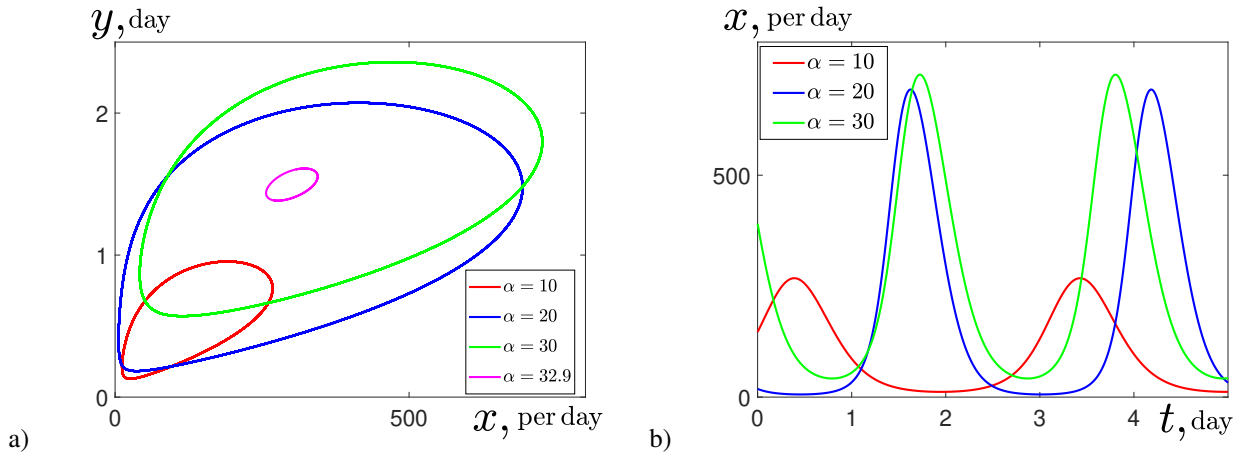 y, day
2
1
0
0
500
x, per day
α = 10
α = 20
α = 30
α = 32.9
a)
x, per day
α = 10
α = 20
α = 30
500
0
0
1
2
3
4
t, day
b)